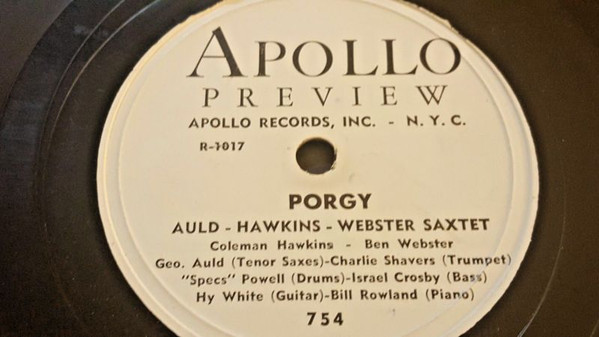 APOLLO
PREVIEW
APOLLO RECORDS, INC. - N. Y. C.
R-1017
PORGY
AULD - HAWKINS - WEBSTER SAXTET
Coleman Hawkins - Ben Webster
Geo. Auld (Tenor Saxes)-Charlie Shavers (Trumpet)
"Specs" Powell (Drums)-Israel Crosby (Bass)
Hy White (Guitar)-Bill Rowland (Piano)
754